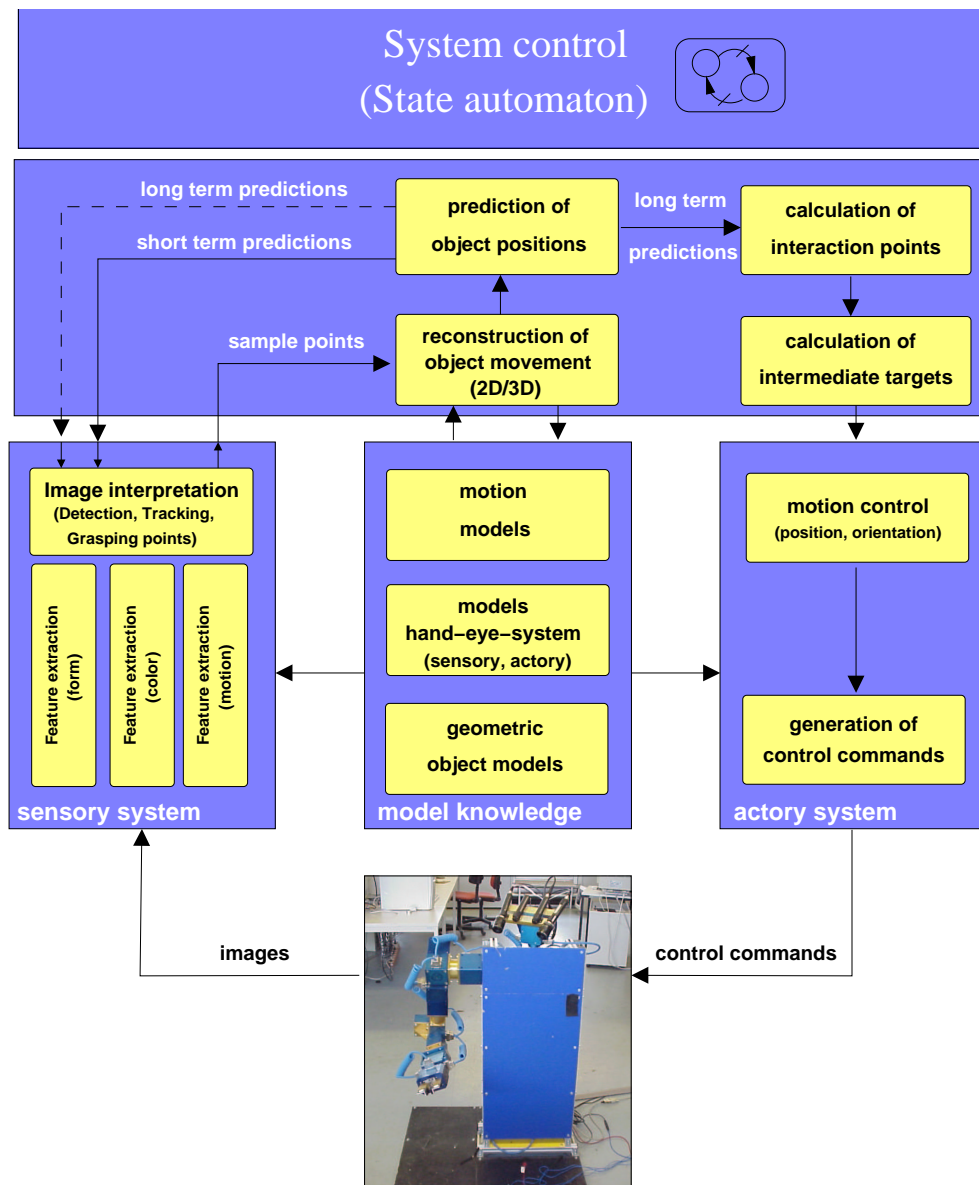 System control
(State automaton)
long term predictions
short term predictions
sample points
prediction of
object positions
long term
predictions
calculation of
interaction points
reconstruction of
object movement
(2D/3D)
calculation of
intermediate targets
Image interpretation
(Detection, Tracking,
Grasping points)
Feature extraction
(form)
Feature extraction
(color)
Feature extraction
(motion)
sensory system
motion
models
models
hand−eye−system
(sensory, actory)
geometric
object models
model knowledge
motion control
(position, orientation)
generation of
control commands
actory system
images
control commands